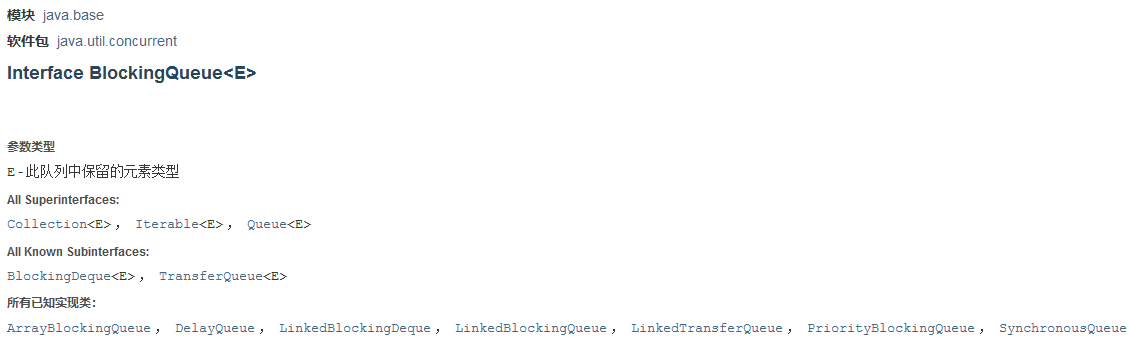 模块 java.base
软件包 java.util.concurrent
Interface BlockingQueue<E>
参数类型
E - 此队列中保留的元素类型
All Superinterfaces:
Collection<E> ， Iterable<E> ， Queue<E>
All Known Subinterfaces:
BlockingDeque<E> ， TransferQueue<E>
所有已知实现类：
ArrayBlockingQueue ， DelayQueue ， LinkedBlockingDeque ， LinkedBlockingQueue ， LinkedTransferQueue ， PriorityBlockingQueue ， SynchronousQueue